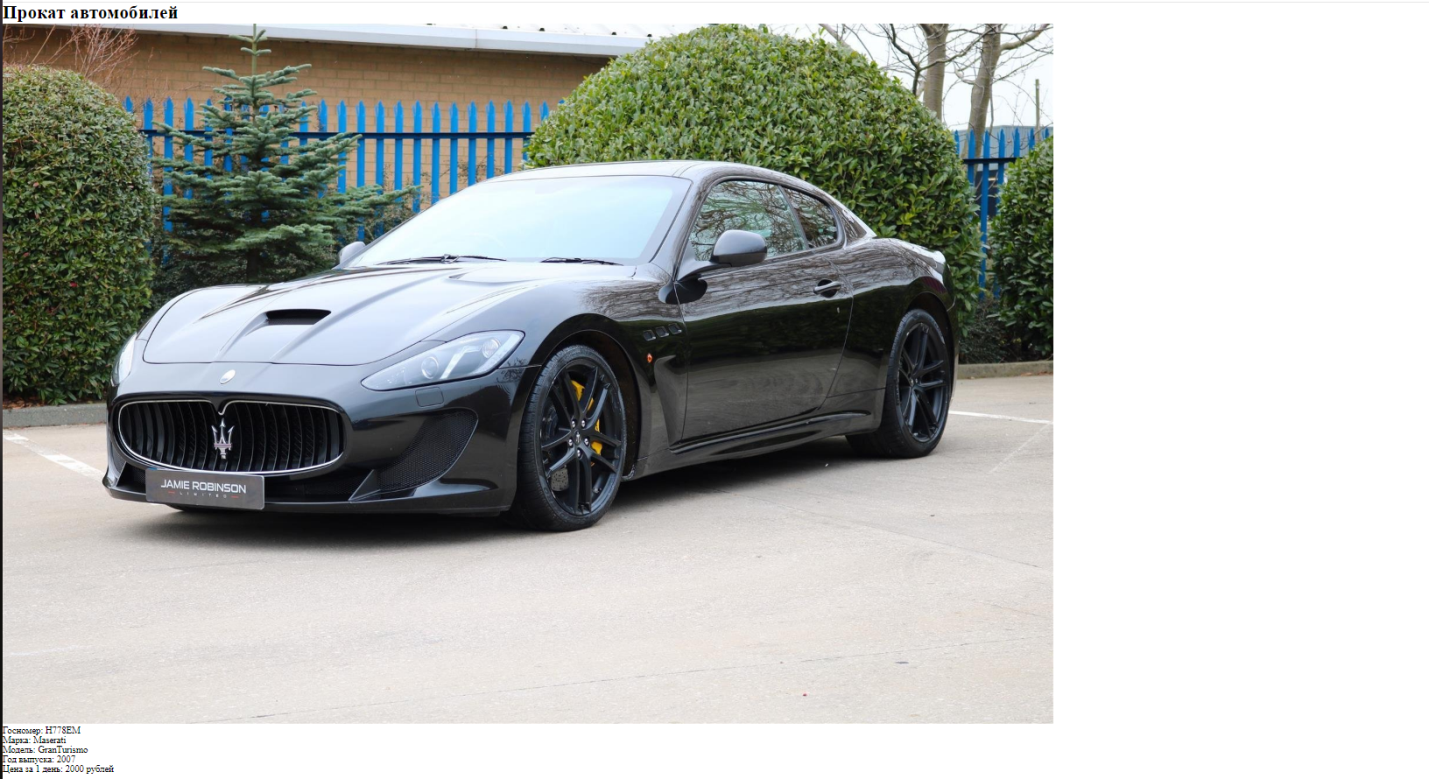 Прокат автомобилей
JAMIE ROBINSON
LIMITED
Госномер: Н778ЕМ
Марка: Maserati
Модель: GranTurismo
Год выпуска: 2007
Цена за 1 день: 2000 рублей